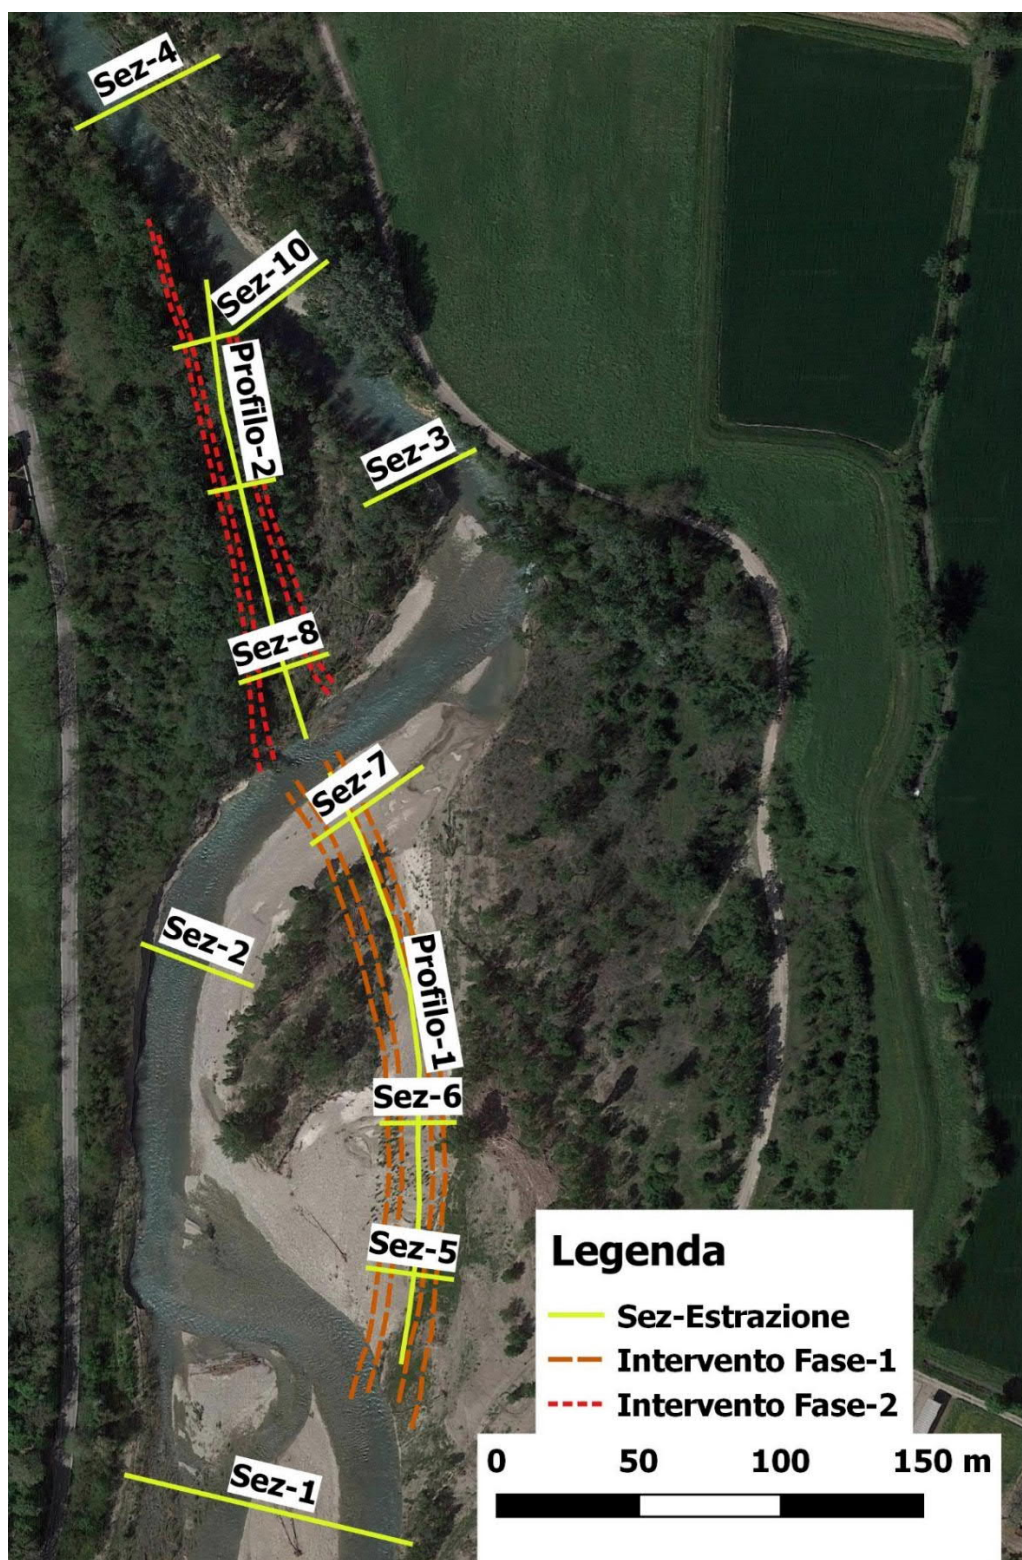 Sez-4
Sez-10
Profilo-2
Sez-3
Sez-8
Sez-7
Sez-2
Profilo-1
Sez-6
Sez-5
Sez-1
Legenda
Sez-Estrazione
Intervento Fase-1
Intervento Fase-2
0 50 100 150 m